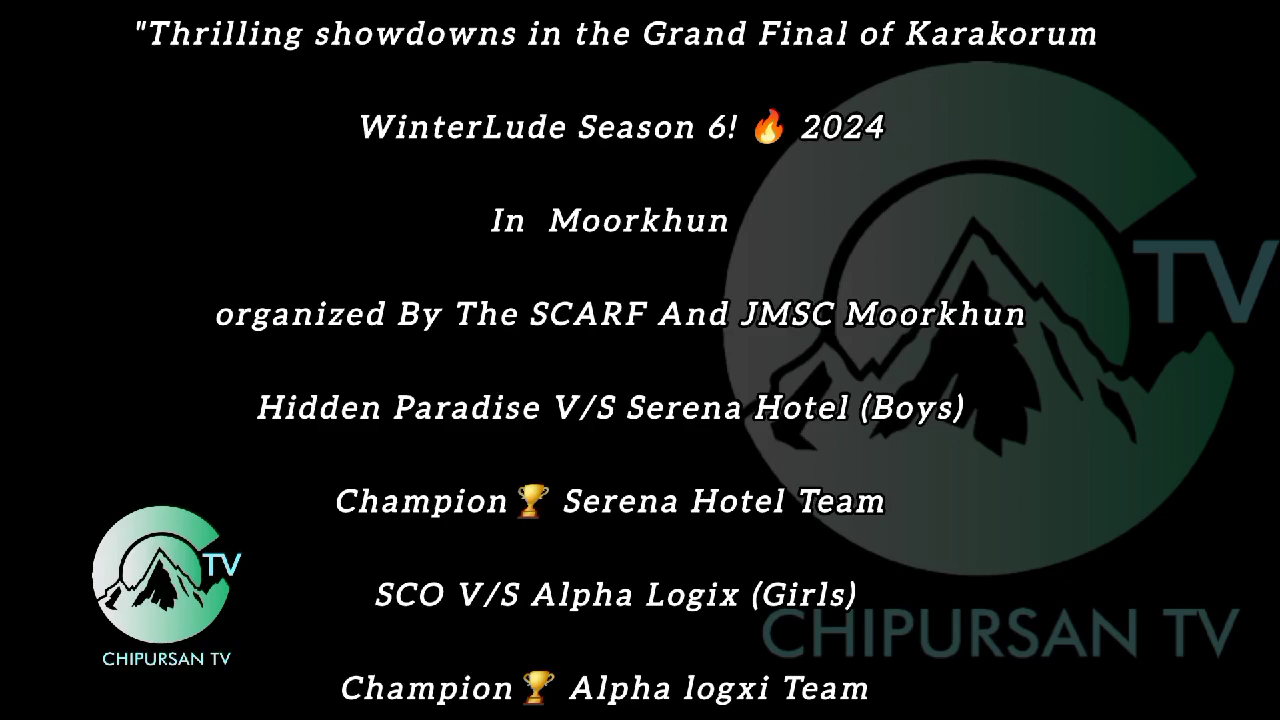 "Thrilling showdowns in the Grand Final of Karakorum
WinterLude Season 6! 🔥 2024
In Moorkhun
organized By The SCARF And JMSC Moorkhun
Hidden Paradise V/S Serena Hotel (Boys)
Champion🏆 Serena Hotel Team
SCO V/S Alpha Logix (Girls)
Champion🏆 Alpha logxi Team
TV
CHIPURSAN TV
TV
CHIPURSAN TV